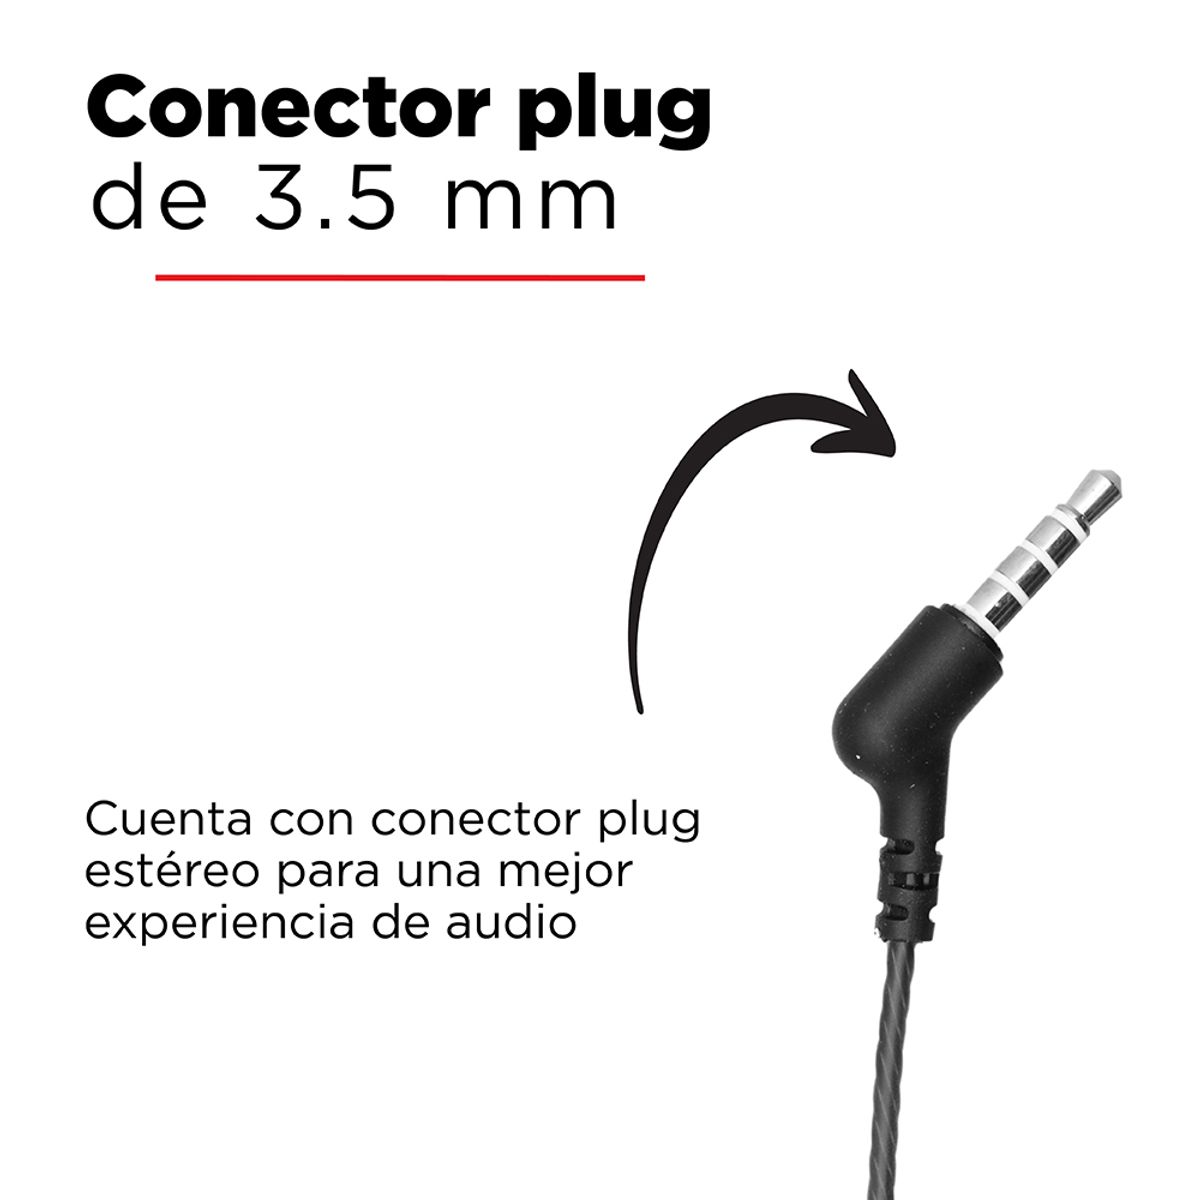 Conector plug
de 3.5 mm
Cuenta con conector plug
estéreo para una mejor
experiencia de audio